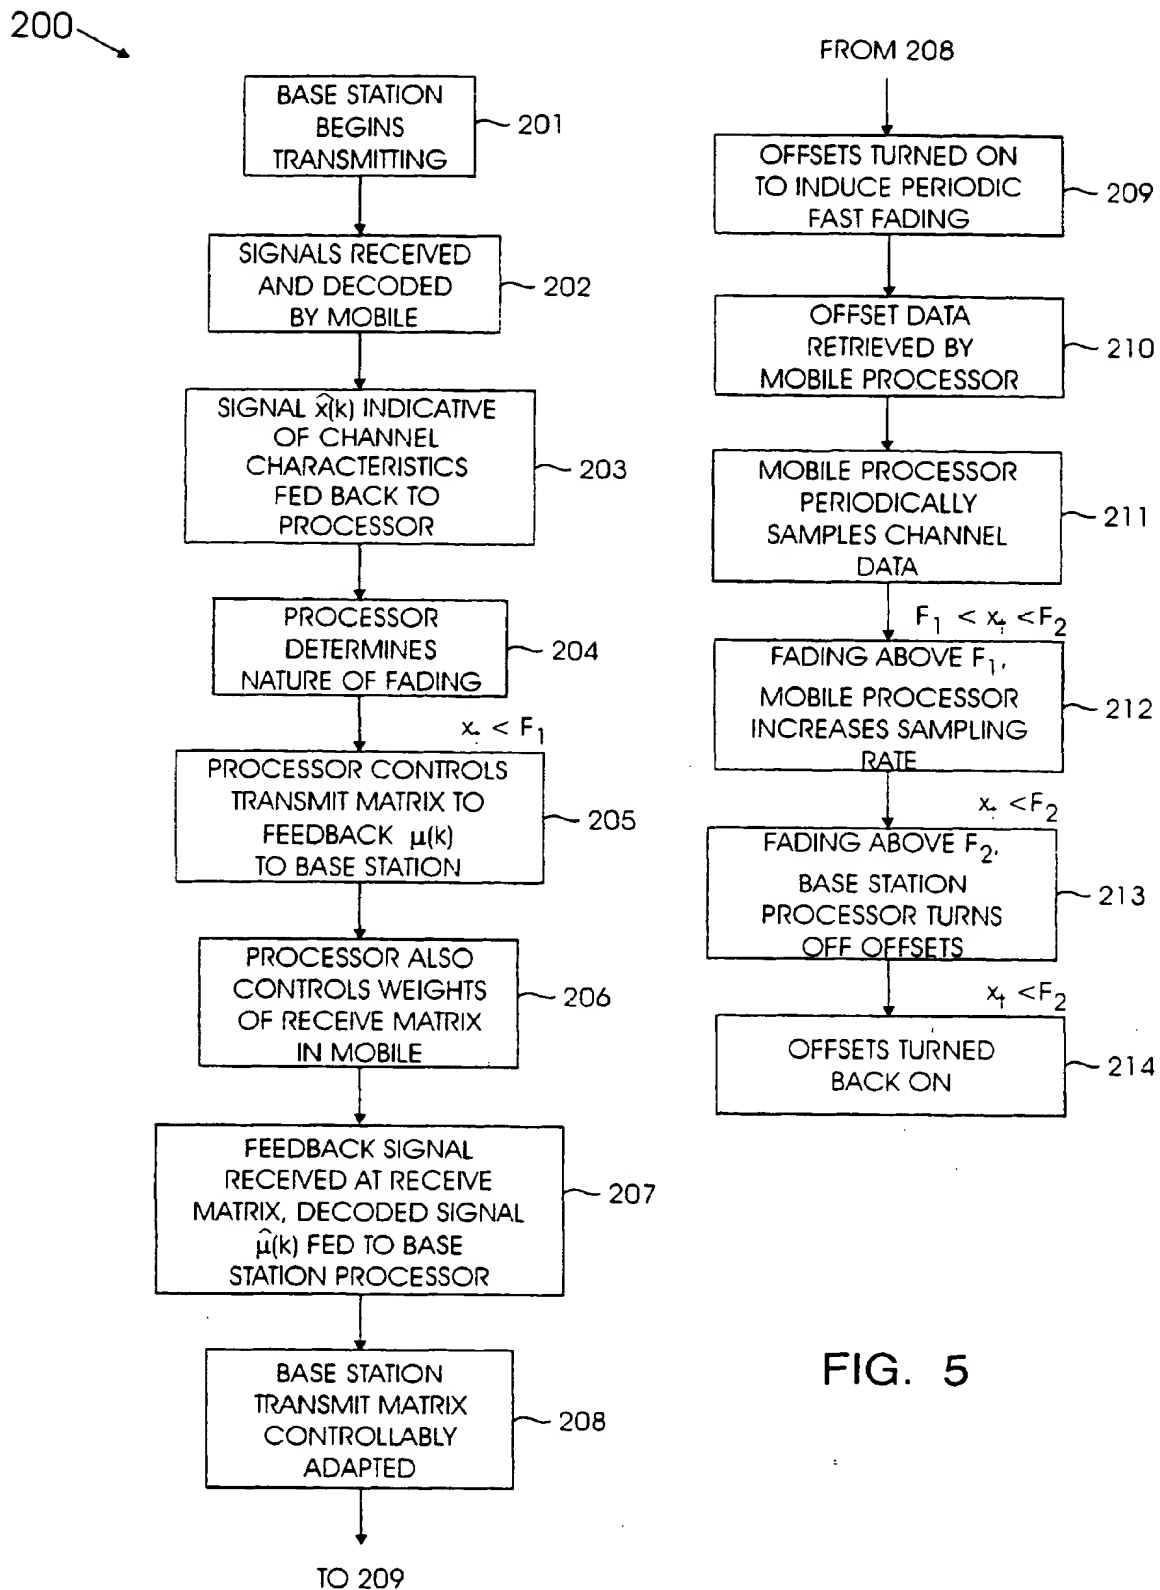 200
BASE STATION
BEGINS
TRANSMITTING
201
SIGNALS RECEIVED
AND DECODED
BY MOBILE
202
SIGNAL x̂(k) INDICATIVE
OF CHANNEL
CHARACTERISTICS
FED BACK TO
PROCESSOR
203
PROCESSOR
DETERMINES
NATURE OF FADING
204
x₊ < F₁
PROCESSOR CONTROLS
TRANSMIT MATRIX TO
FEEDBACK μ(k)
TO BASE STATION
205
PROCESSOR ALSO
CONTROLS WEIGHTS
OF RECEIVE MATRIX
IN MOBILE
206
FEEDBACK SIGNAL
RECEIVED AT RECEIVE
MATRIX, DECODED SIGNAL
μ̂(k) FED TO BASE
STATION PROCESSOR
207
BASE STATION
TRANSMIT MATRIX
CONTROLLABLY
ADAPTED
208
TO 209
FROM 208
OFFSETS TURNED ON
TO INDUCE PERIODIC
FAST FADING
209
OFFSET DATA
RETRIEVED BY
MOBILE PROCESSOR
210
MOBILE PROCESSOR
PERIODICALLY
SAMPLES CHANNEL
DATA
211
F₁ < x₊ <F₂
FADING ABOVE F₁,
MOBILE PROCESSOR
INCREASES SAMPLING
RATE
212
x₊ <F₂
FADING ABOVE F₂,
BASE STATION
PROCESSOR TURNS
OFF OFFSETS
213
x₊ <F₂
OFFSETS TURNED
BACK ON
214
FIG. 5